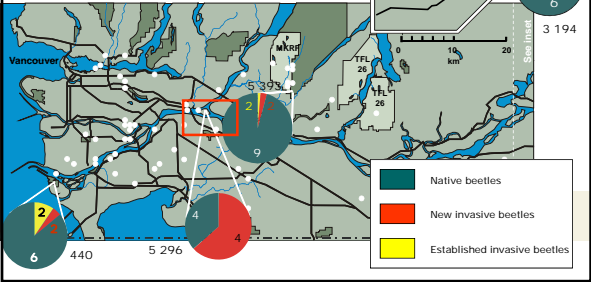 6
3 194
See inset
0 10 20
km
Vancouver
MKRF
TFL
26
TFL
26
5 393
2
9
4
4
5 296
2
2
6
440
Native beetles
New invasive beetles
Established invasive beetles